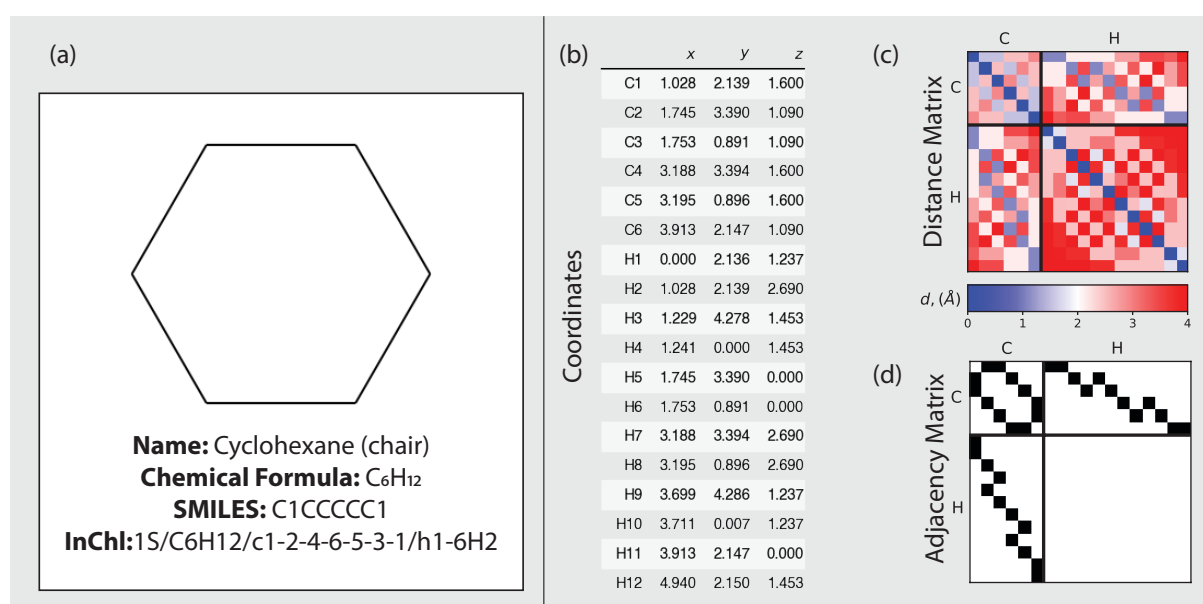 (a)
Name: Cyclohexane (chair)
Chemical Formula: C₆H₁₂
SMILES: C1CCCCC1
InChI:1S/C6H12/c1-2-4-6-5-3-1/h1-6H2
(b)
Coordinates
x y z
C1 1.028 2.139 1.600
C2 1.745 3.390 1.090
C3 1.753 0.891 1.090
C4 3.188 3.394 1.600
C5 3.195 0.896 1.600
C6 3.913 2.147 1.090
H1 0.000 2.136 1.237
H2 1.028 2.139 2.690
H3 1.229 4.278 1.453
H4 1.241 0.000 1.453
H5 1.745 3.390 0.000
H6 1.753 0.891 0.000
H7 3.188 3.394 2.690
H8 3.195 0.896 2.690
H9 3.699 4.286 1.237
H10 3.711 0.007 1.237
H11 3.913 2.147 0.000
H12 4.940 2.150 1.453
(c)
Distance Matrix
C H
C
H
d, (Å)
0 1 2 3 4
(d)
Adjacency Matrix
C H
C
H